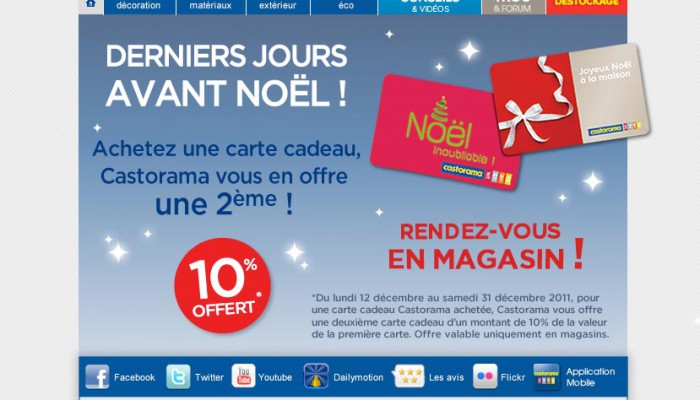 décoration matériaux extérieur éco & VIDÉOS & FORUM DÉSTOCKAGE
DERNIERS JOURS
AVANT NOËL !
Joyeux Noël
à la maison
castorama
Noël
inoubliable !
castorama
Achetez une carte cadeau,
Castorama vous en offre
une 2ème !
RENDEZ-VOUS
EN MAGASIN !
10%
OFFERT*
*Du lundi 12 décembre au samedi 31 décembre 2011, pour
une carte cadeau Castorama achetée, Castorama vous offre
une deuxième carte cadeau d'un montant de 10% de la valeur
de la première carte. Offre valable uniquement en magasins.
Facebook Twitter You Tube Youtube Dailymotion Les avis Flickr castorama Application
Mobile